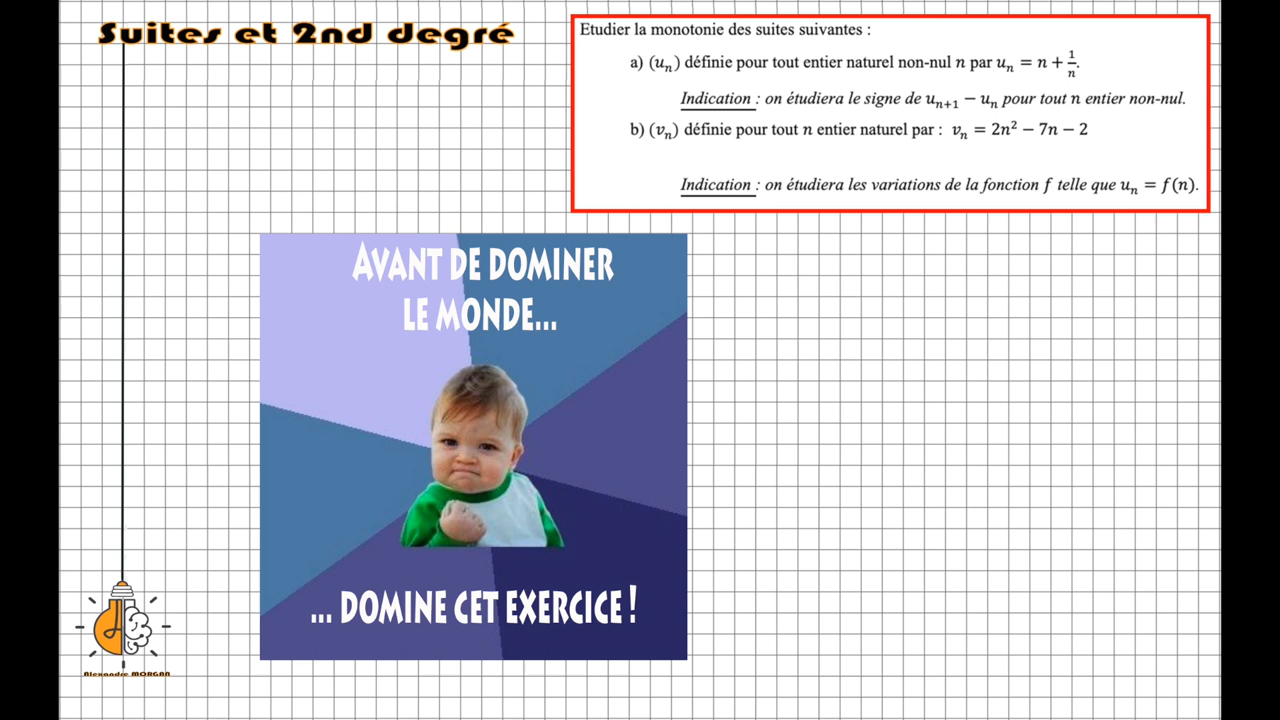 Suites et 2nd degré
Etudier la monotonie des suites suivantes :
a) (uₙ) définie pour tout entier naturel non-nul n par uₙ = n + 1/n.
Indication : on étudiera le signe de uₙ₊₁ − uₙ pour tout n entier non-nul.
b) (vₙ) définie pour tout n entier naturel par : vₙ = 2n² − 7n − 2
Indication : on étudiera les variations de la fonction f telle que uₙ = f(n).
AVANT DE DOMINER
LE MONDE...
... DOMINE CET EXERCICE !
Alexandre MORGAN